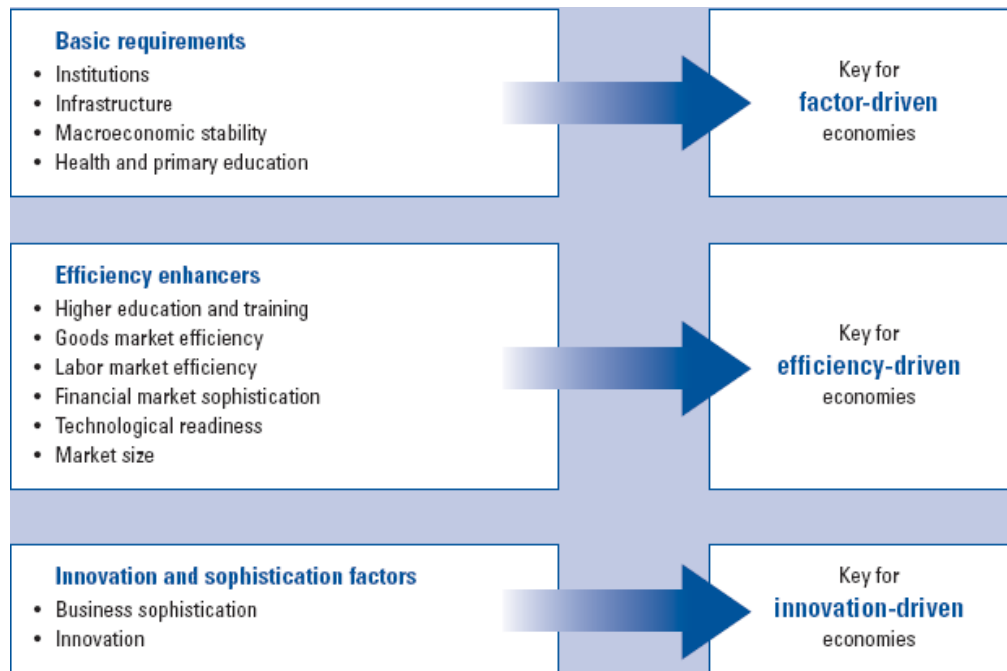 Basic requirements
• Institutions
• Infrastructure
• Macroeconomic stability
• Health and primary education
Key for
factor-driven
economies
Efficiency enhancers
• Higher education and training
• Goods market efficiency
• Labor market efficiency
• Financial market sophistication
• Technological readiness
• Market size
Key for
efficiency-driven
economies
Innovation and sophistication factors
• Business sophistication
• Innovation
Key for
innovation-driven
economies